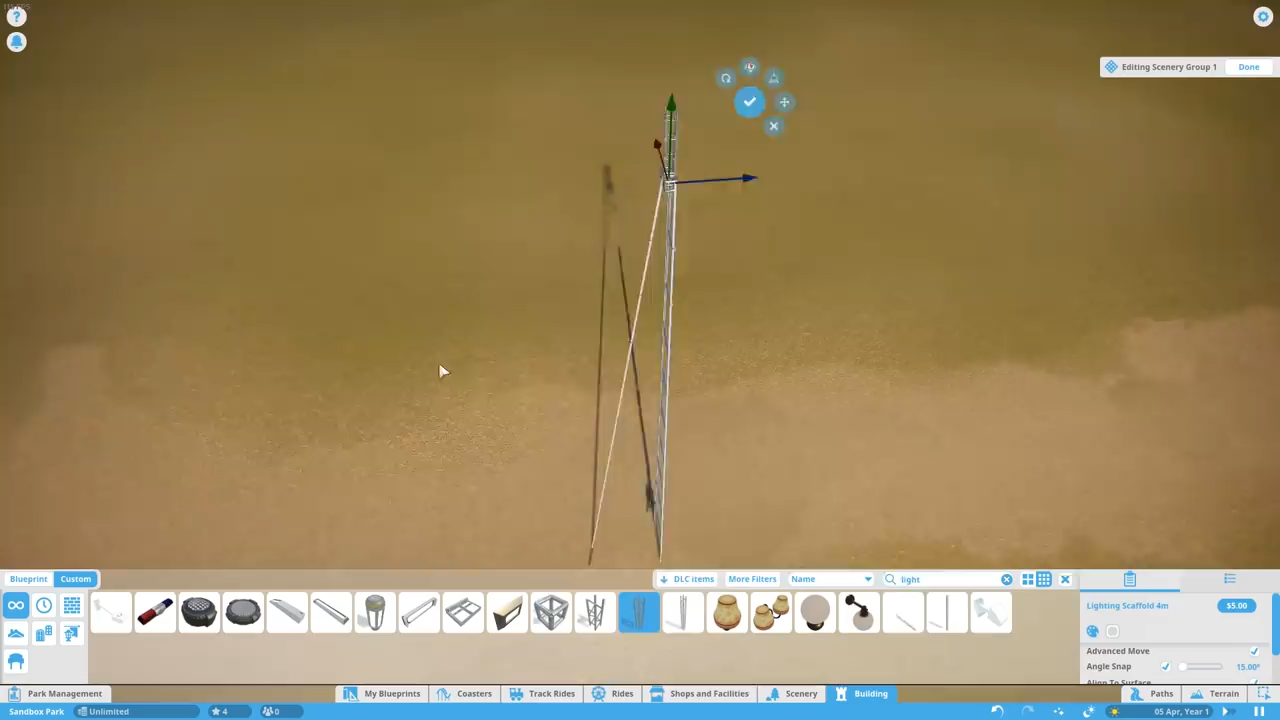 Editing Scenery Group 1 Done
Blueprint Custom DLC items More Filters Name light
Lighting Scaffold 4m $5.00
Advanced Move
Angle Snap 15.00°
Park Management My Blueprints Coasters Track Rides Rides Shops and Facilities Scenery Building Paths Terrain
Sandbox Park Unlimited 4 0 05 Apr, Year 1